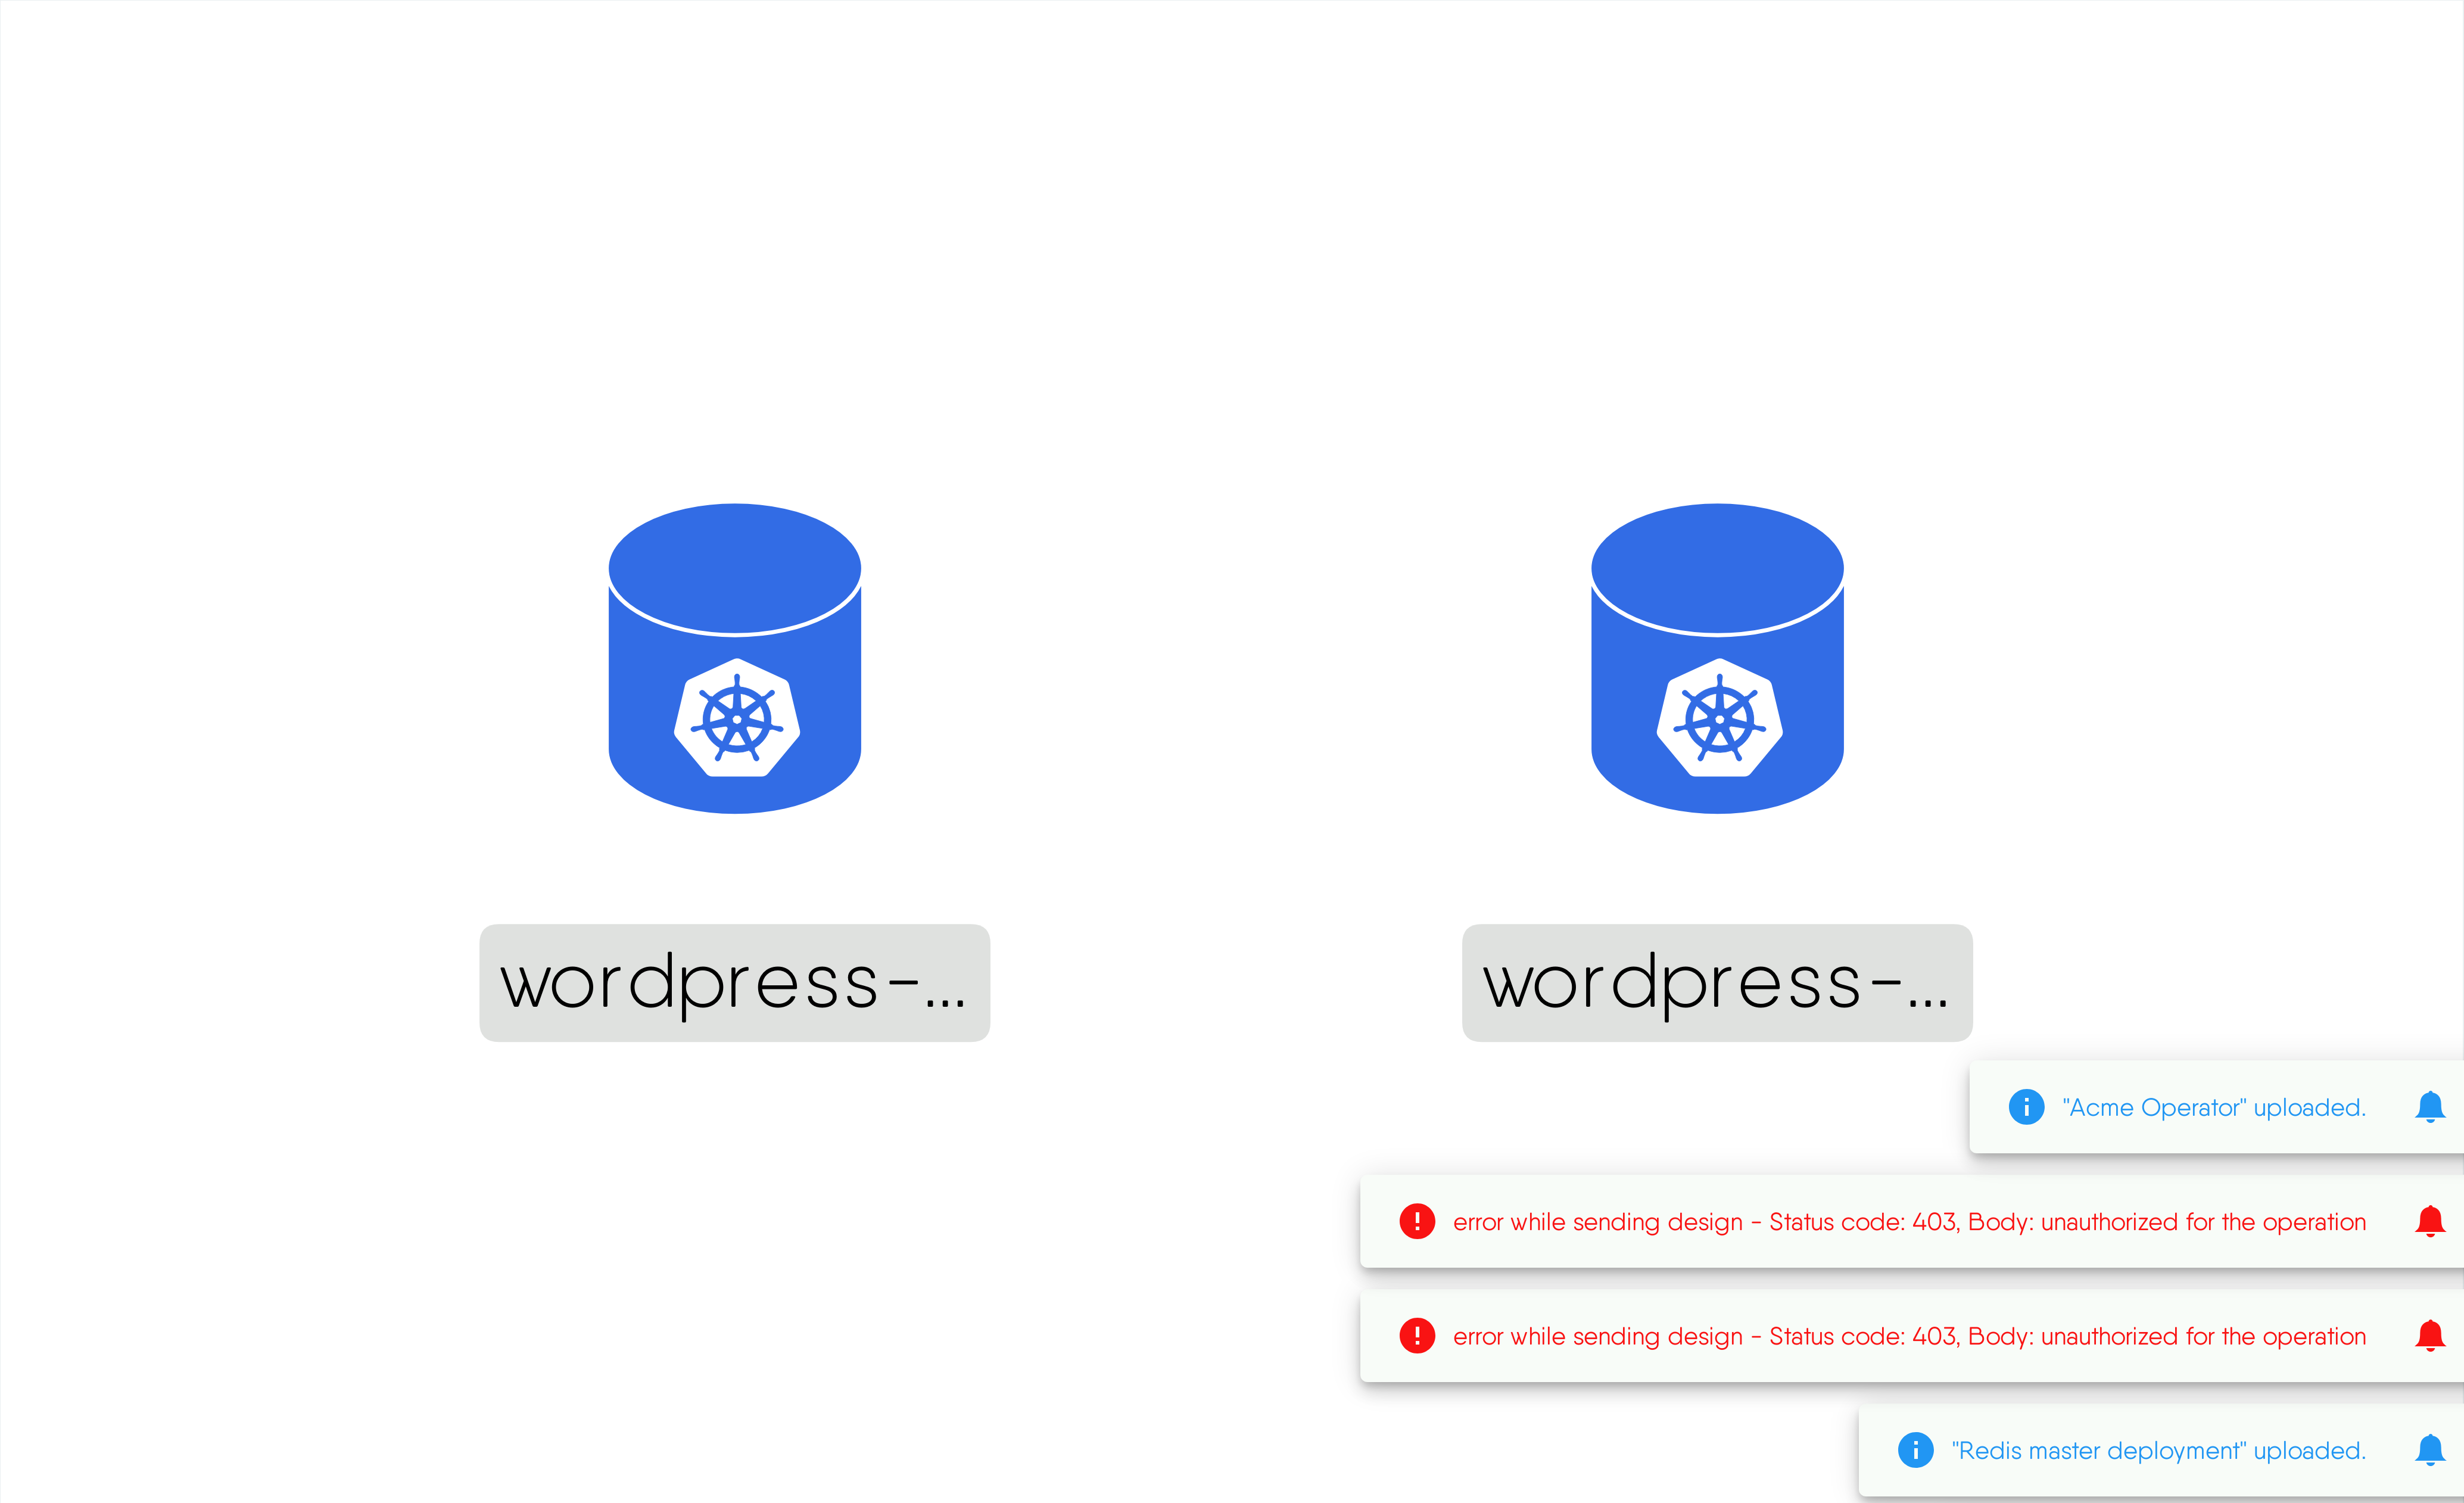 wordpress-...
wordpress-...
"Acme Operator" uploaded.
error while sending design - Status code: 403, Body: unauthorized for the operation
error while sending design - Status code: 403, Body: unauthorized for the operation
"Redis master deployment" uploaded.